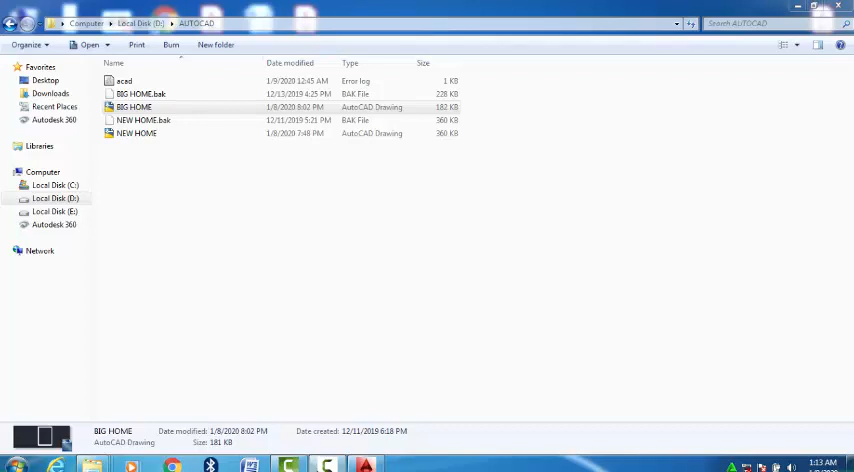 Computer Local Disk (D:) AUTOCAD Search AUTOCAD
Organize Open Print Burn New folder
Name Date modified Type Size
Favorites
Desktop
Downloads
Recent Places
Autodesk 360
Libraries
Computer
Local Disk (C:)
Local Disk (D:)
Local Disk (E:)
Autodesk 360
Network
acad 1/9/2020 12:45 AM Error log 1 KB
BIG HOME.bak 12/13/2019 4:25 PM BAK File 228 KB
BIG HOME 1/8/2020 8:02 PM AutoCAD Drawing 182 KB
NEW HOME.bak 12/11/2019 5:21 PM BAK File 360 KB
NEW HOME 1/8/2020 7:48 PM AutoCAD Drawing 360 KB
BIG HOME Date modified: 1/8/2020 8:02 PM Date created: 12/11/2019 6:18 PM
AutoCAD Drawing Size: 181 KB
1:13 AM